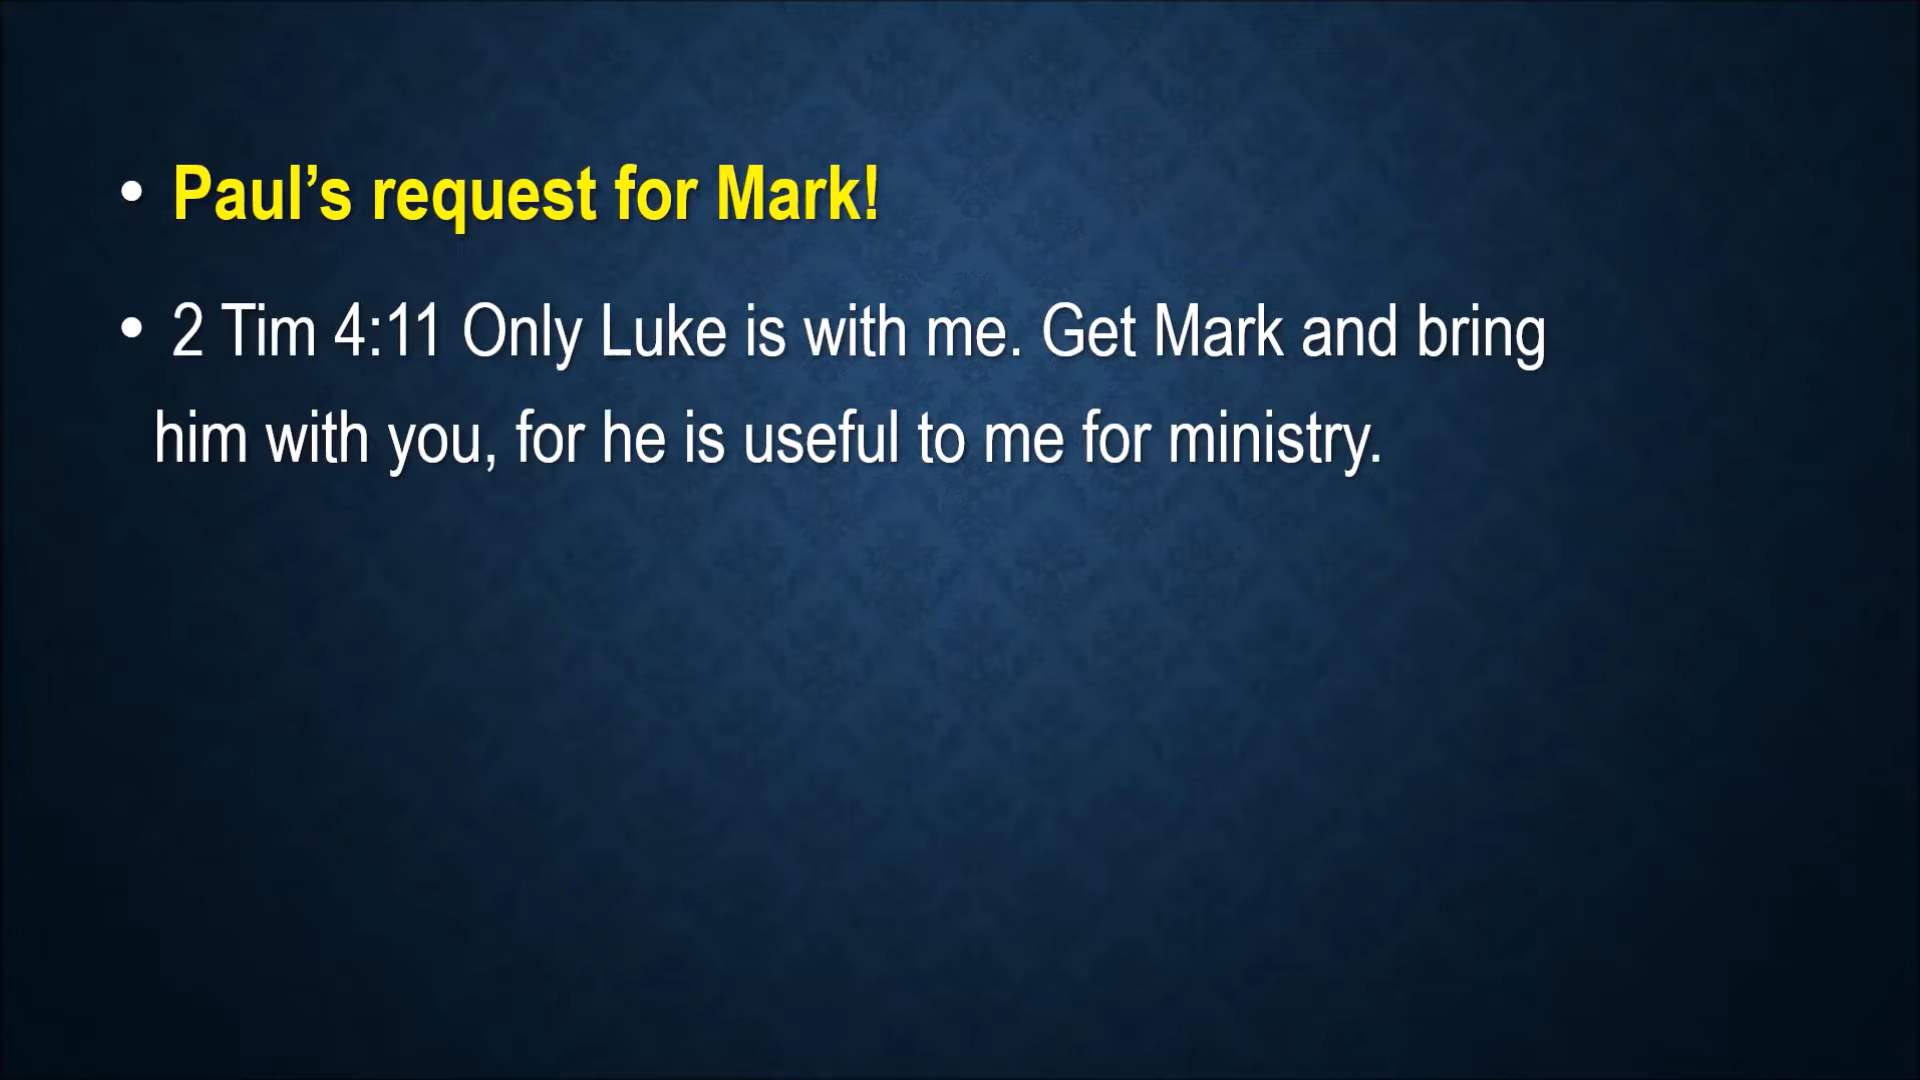 • Paul’s request for Mark!
• 2 Tim 4:11 Only Luke is with me. Get Mark and bring
him with you, for he is useful to me for ministry.